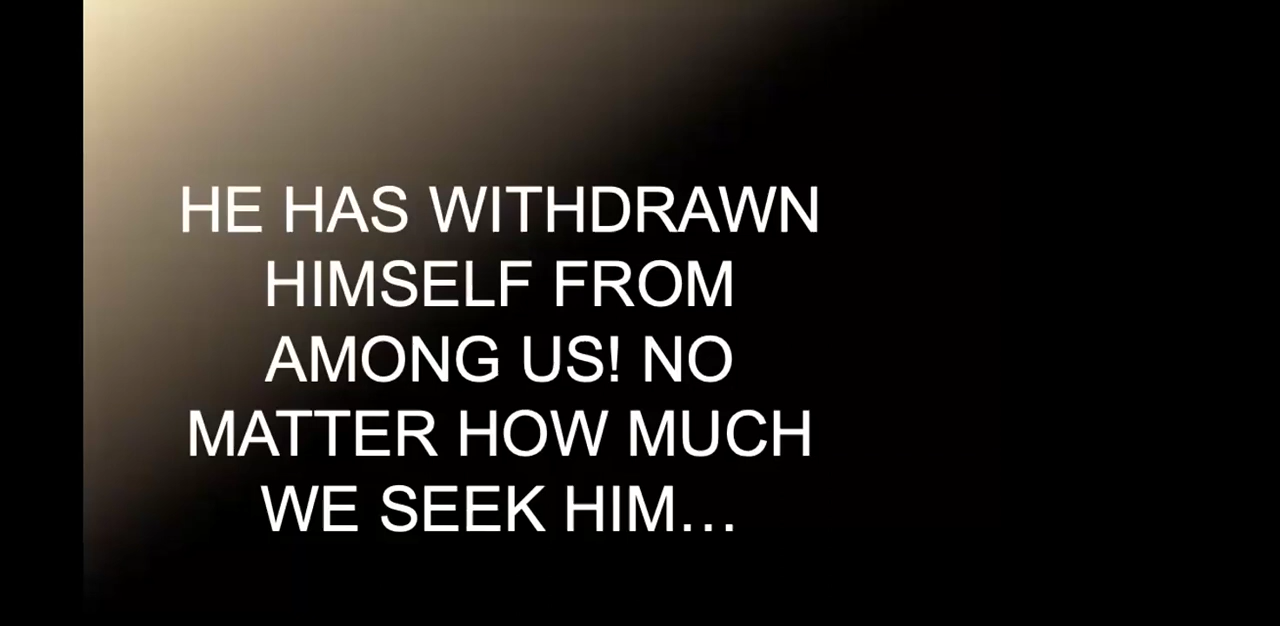 HE HAS WITHDRAWN
HIMSELF FROM
AMONG US! NO
MATTER HOW MUCH
WE SEEK HIM…